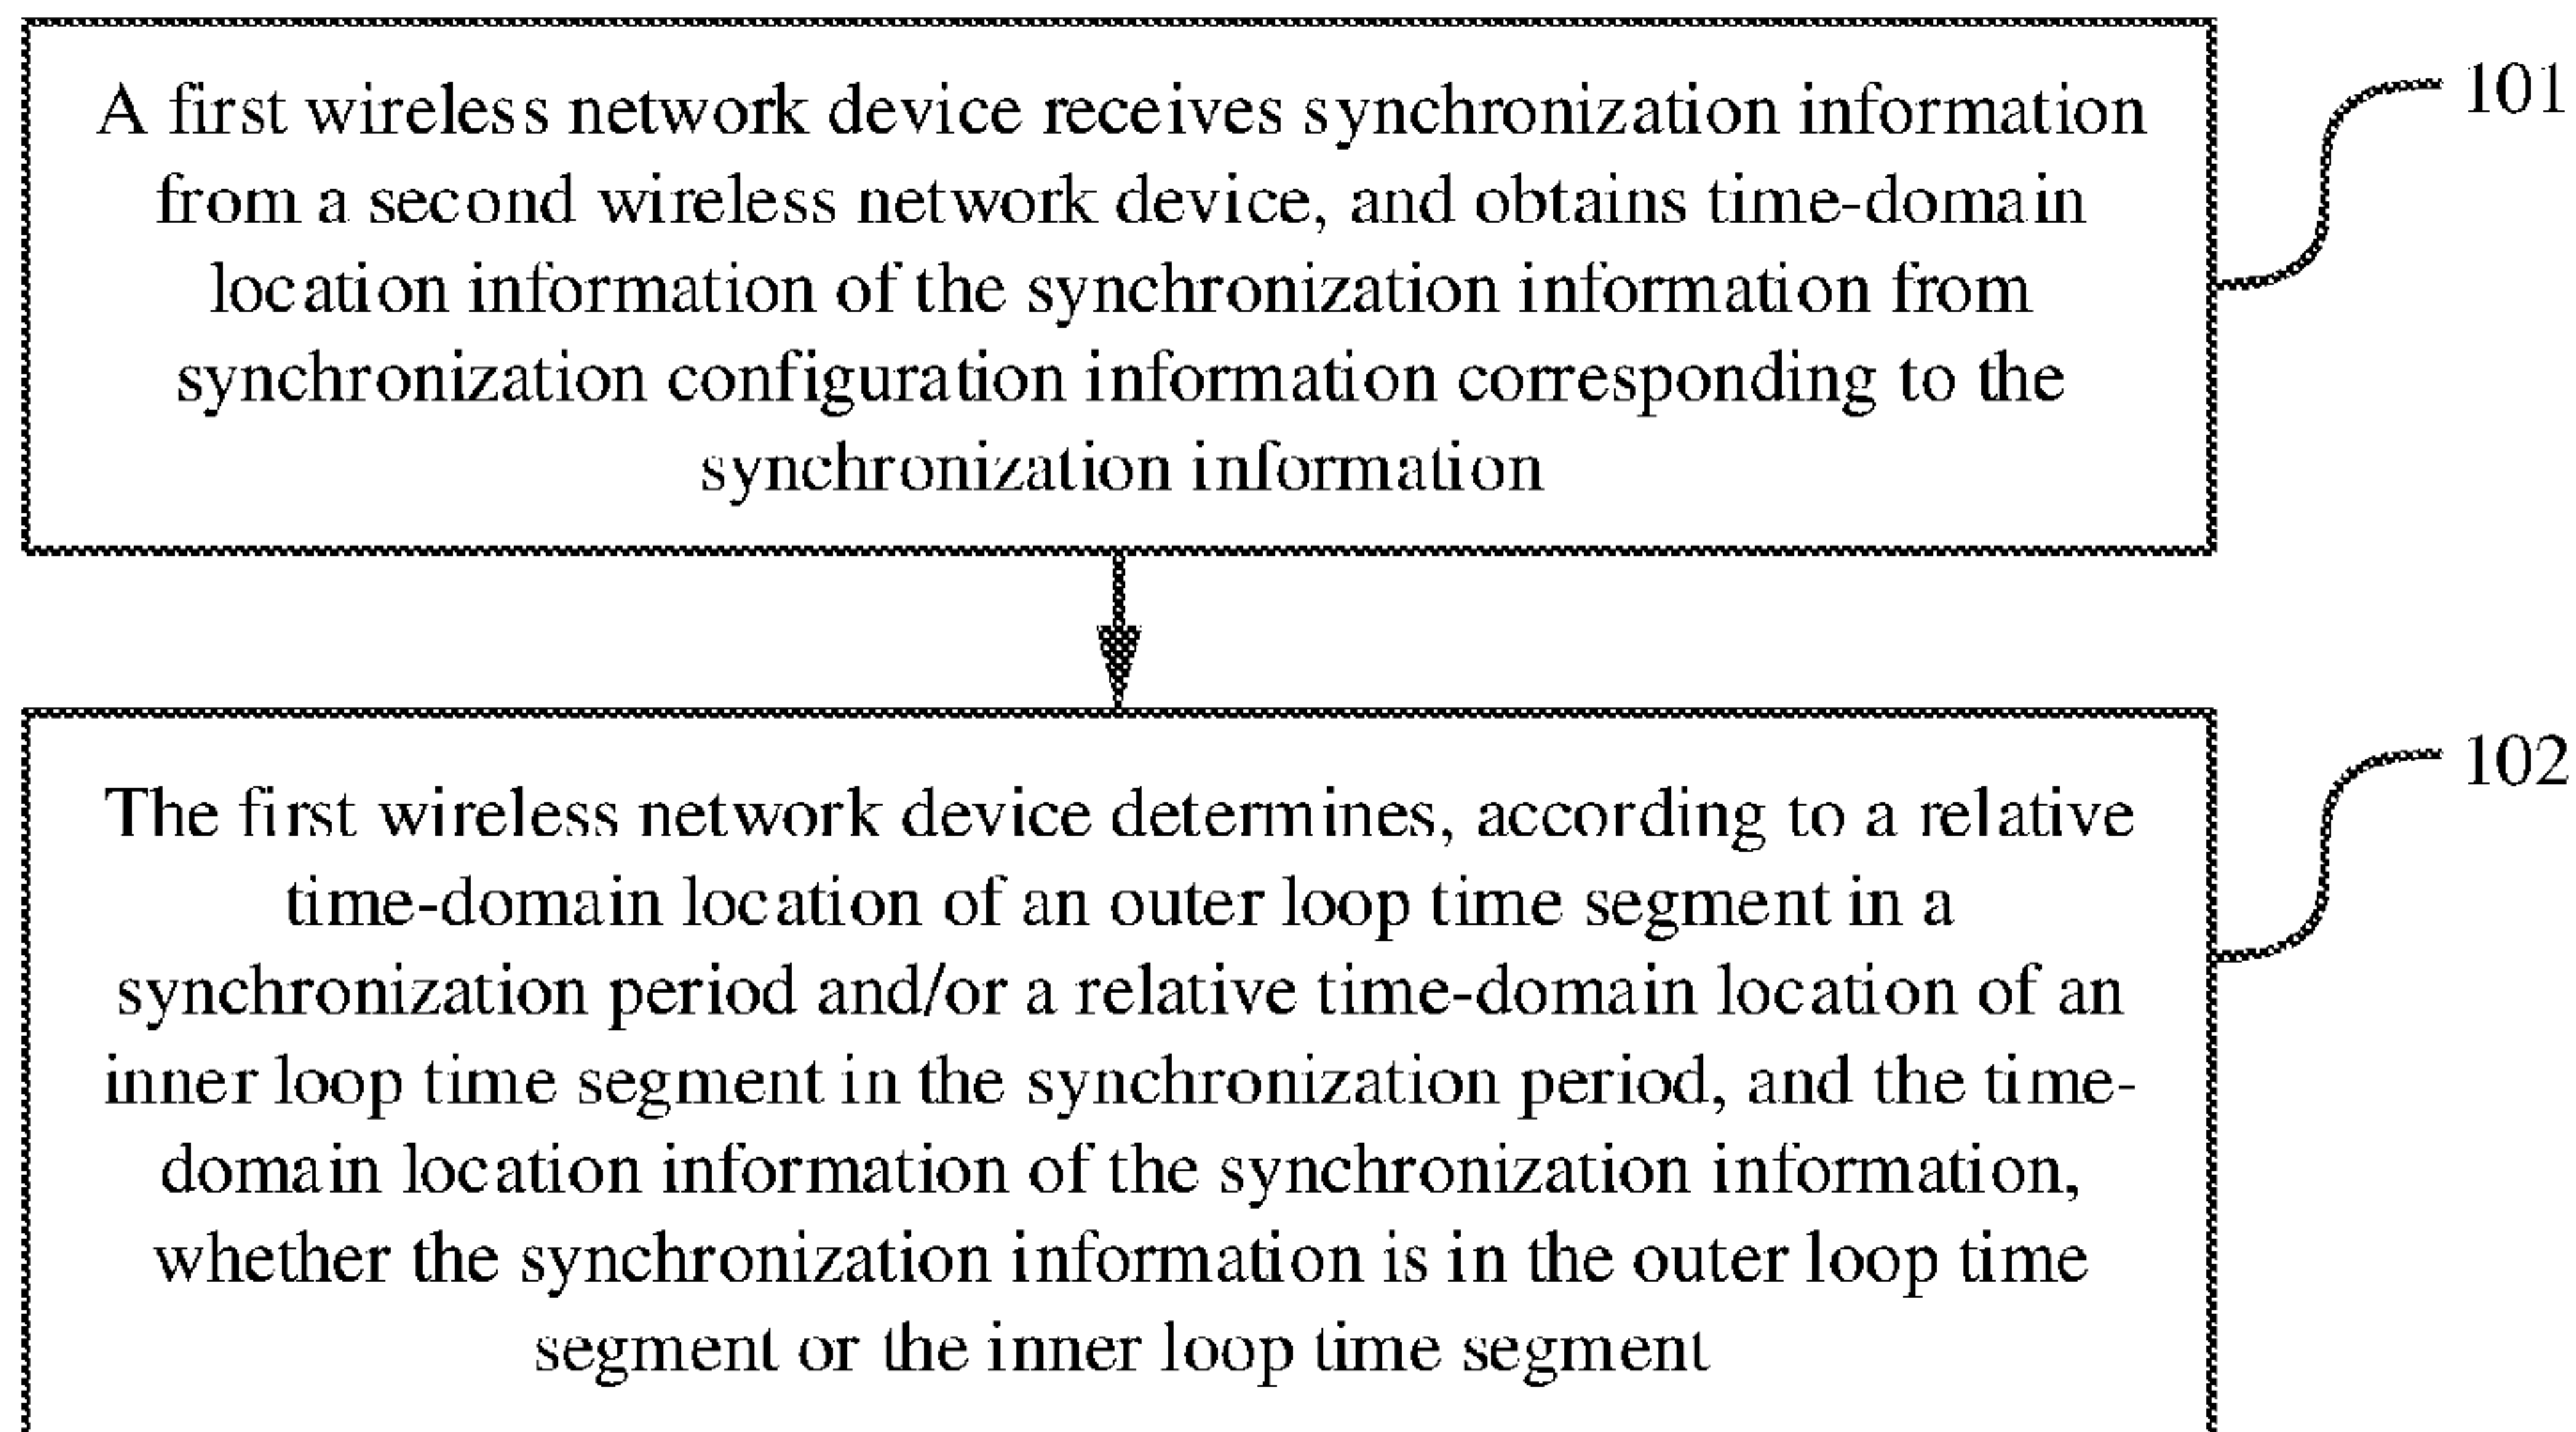 A first wireless network device receives synchronization information
from a second wireless network device, and obtains time-domain
location information of the synchronization information from
synchronization configuration information corresponding to the
synchronization information
101
The first wireless network device determines, according to a relative
time-domain location of an outer loop time segment in a
synchronization period and/or a relative time-domain location of an
inner loop time segment in the synchronization period, and the time-
domain location information of the synchronization information,
whether the synchronization information is in the outer loop time
segment or the inner loop time segment
102